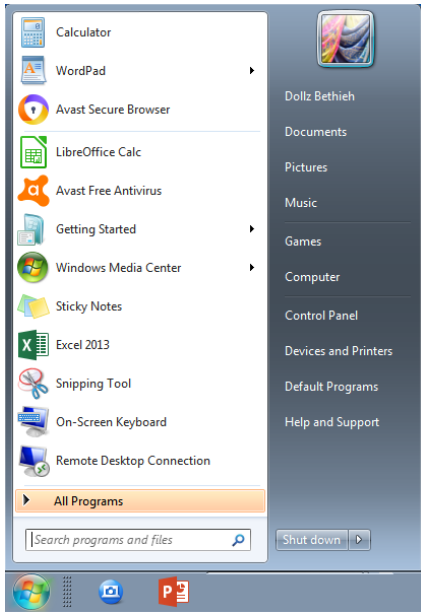 Calculator
WordPad
Avast Secure Browser
LibreOffice Calc
Avast Free Antivirus
Getting Started
Windows Media Center
Sticky Notes
Excel 2013
Snipping Tool
On-Screen Keyboard
Remote Desktop Connection
All Programs
Search programs and files
Dollz Bethieh
Documents
Pictures
Music
Games
Computer
Control Panel
Devices and Printers
Default Programs
Help and Support
Shut down